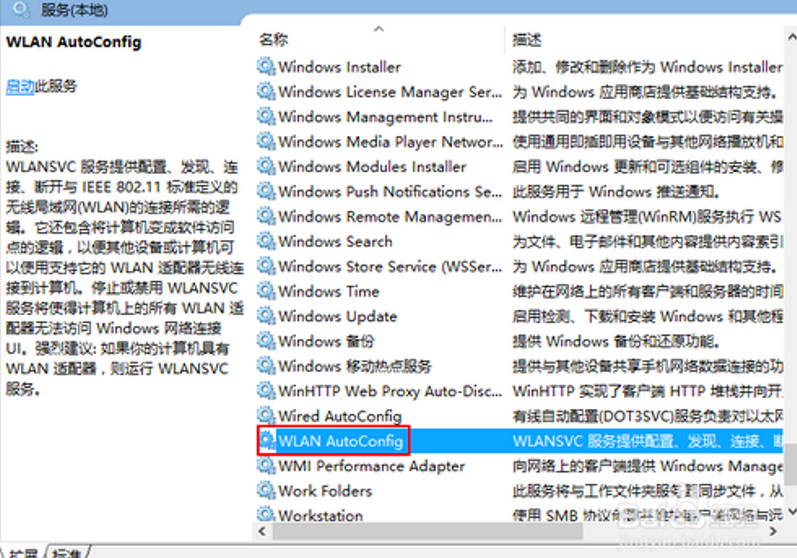 服务(本地)
WLAN AutoConfig
启动此服务
描述:
WLANSVC 服务提供配置、发现、连
接、断开与 IEEE 802.11 标准定义的
无线局域网(WLAN)的连接所需的逻
辑。它还包含将计算机变成软件访问
点的逻辑，以便其他设备或计算机可
以使用支持它的 WLAN 适配器无线连
接到计算机。停止或禁用 WLANSVC
服务将使得计算机上的所有 WLAN 适
配器无法访问 Windows 网络连接
UI。强烈建议: 如果你的计算机具有
WLAN 适配器，则运行 WLANSVC
服务。
名称 描述
Windows Installer 添加、修改和删除作为 Windows Installer
Windows License Manager Ser... 为 Windows 应用商店提供基础结构支持。
Windows Management Instru... 提供共同的界面和对象模式以便访问有关操
Windows Media Player Networ... 使用通用即插即用设备与其他网络播放机和
Windows Modules Installer 启用 Windows 更新和可选组件的安装、修
Windows Push Notifications Se... 此服务用于 Windows 推送通知。
Windows Remote Managemen... Windows 远程管理(WinRM)服务执行 WS
Windows Search 为文件、电子邮件和其他内容提供内容索引
Windows Store Service (WSSer... 为 Windows 应用商店提供基础结构支持。
Windows Time 维护在网络上的所有客户端和服务器的时间
Windows Update 启用检测、下载和安装 Windows 和其他程
Windows 备份 提供 Windows 备份和还原功能。
Windows 移动热点服务 提供与其他设备共享手机网络数据连接的功
WinHTTP Web Proxy Auto-Disc... WinHTTP 实现了客户端 HTTP 堆栈并向开
Wired AutoConfig 有线自动配置(DOT3SVC)服务负责对以太网
WLAN AutoConfig WLANSVC 服务提供配置、发现、连接、断
WMI Performance Adapter 向网络上的客户端提供 Windows Manage
Work Folders 此服务将与工作文件夹服务器同步文件，从
Workstation 使用 SMB 协议创建并维护客户端网络与远
扩展 标准